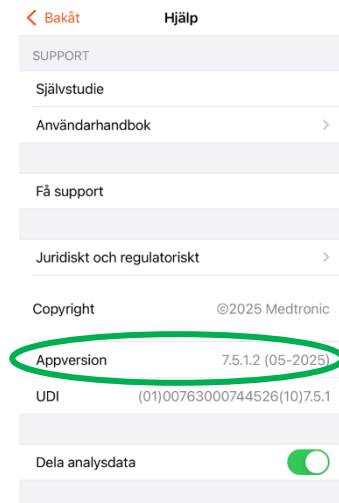 Bakåt Hjälp
SUPPORT
Självstudie
Användarhandbok
Få support
Juridiskt och regulatoriskt
Copyright ©2025 Medtronic
Appversion 7.5.1.2 (05-2025)
UDI (01)00763000744526(10)7.5.1
Dela analysdata